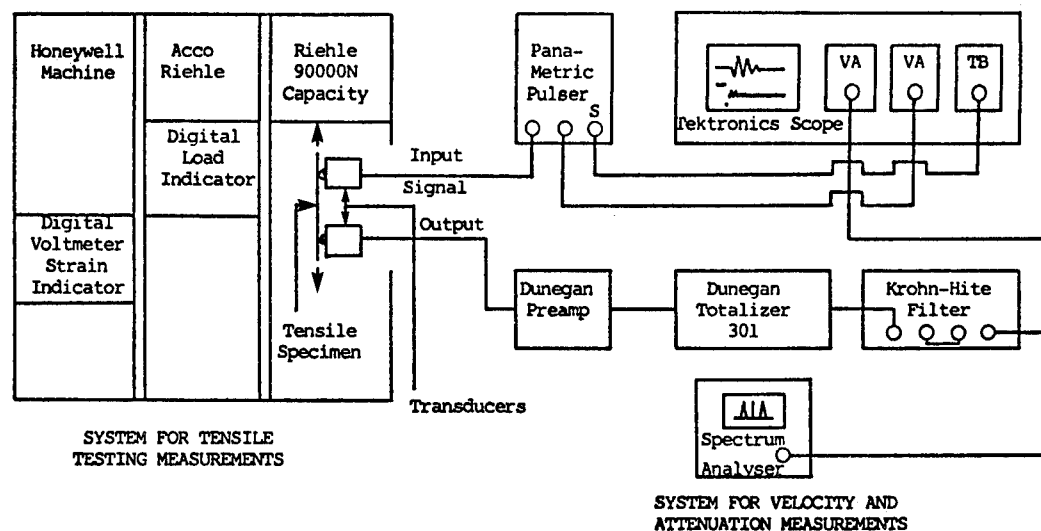 Honeywell
Machine
Acco
Riehle
Riehle
90000N
Capacity
Digital
Load
Indicator
Digital
Voltmeter
Strain
Indicator
Tensile
Specimen
Transducers
Input
Signal
Output
Pana-
Metric
Pulser
S
VA
VA
TB
Tektronics Scope
Dunegan
Preamp
Dunegan
Totalizer
301
Krohn-Hite
Filter
Spectrum
Analyser
SYSTEM FOR TENSILE
TESTING MEASUREMENTS
SYSTEM FOR VELOCITY AND
ATTENUATION MEASUREMENTS